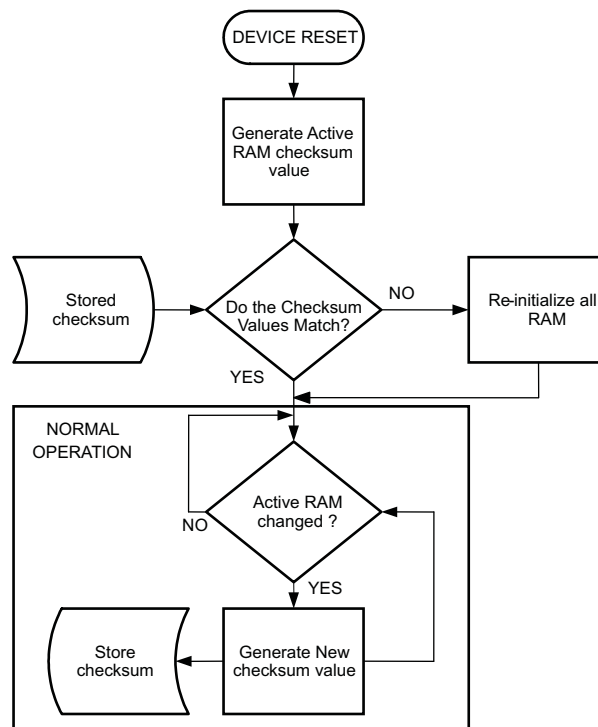 DEVICE RESET
Generate Active
RAM checksum
value
Stored
checksum
Do the Checksum
Values Match?
NO
Re-initialize all
RAM
YES
NORMAL
OPERATION
Active RAM
changed ?
NO
YES
Store
checksum
Generate New
checksum value